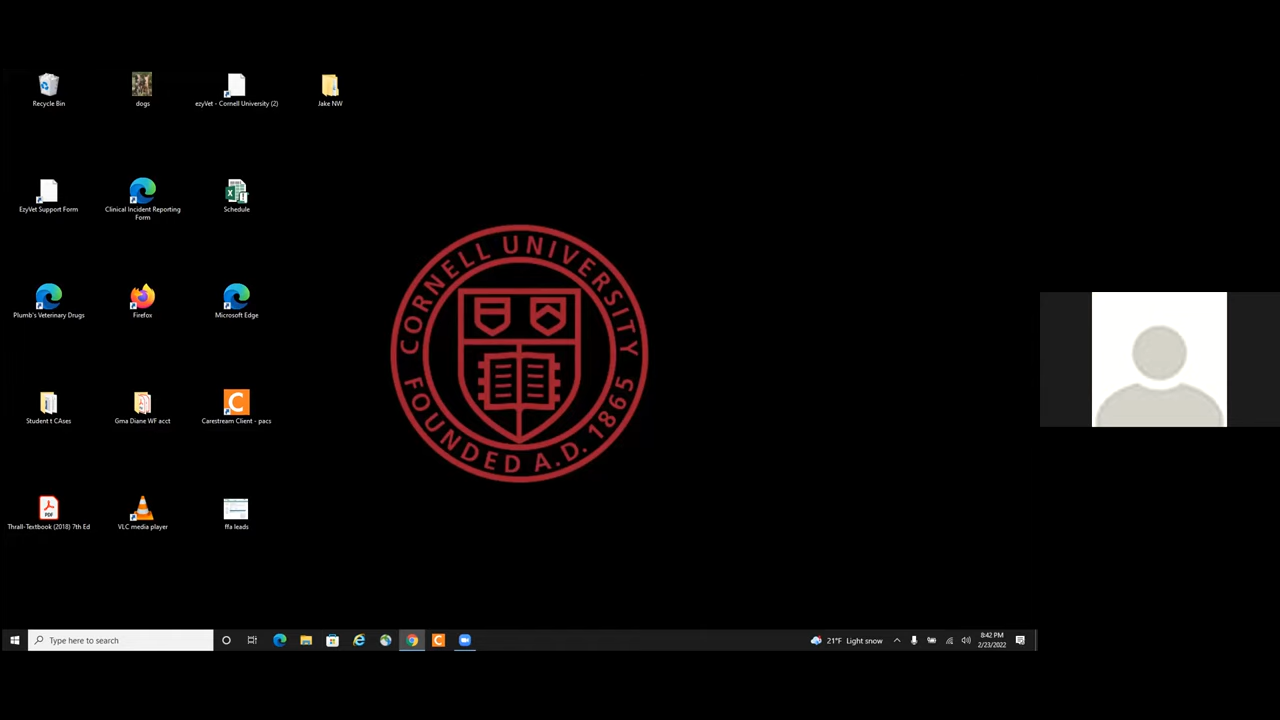 Recycle Bin
dogs
ezyVet - Cornell University (2)
Jake NW
EzyVet Support Form
Clinical Incident Reporting
Form
Schedule
Plumb's Veterinary Drugs
Firefox
Microsoft Edge
CORNELL UNIVERSITY
FOUNDED A.D. 1865
Student t CAses
Gma Diane WF acct
Carestream Client - pacs
PDF
Thrall-Textbook (2018) 7th Ed
VLC media player
ffa leads
Type here to search
21°F Light snow
8:42 PM
2/23/2022